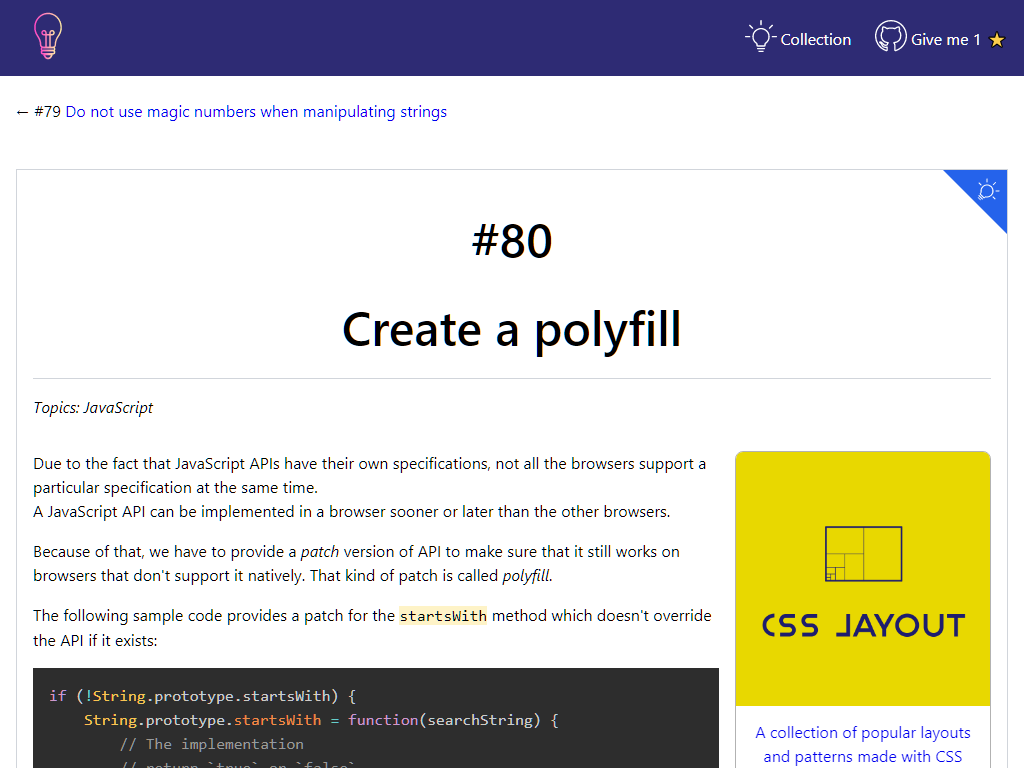 Collection
Give me 1 ⭐
← #79 Do not use magic numbers when manipulating strings
#80
Create a polyfill
Topics: JavaScript
Due to the fact that JavaScript APIs have their own specifications, not all the browsers support a
particular specification at the same time.
A JavaScript API can be implemented in a browser sooner or later than the other browsers.
Because of that, we have to provide a patch version of API to make sure that it still works on
browsers that don't support it natively. That kind of patch is called polyfill.
The following sample code provides a patch for the startsWith method which doesn't override
the API if it exists:
if (!String.prototype.startsWith) {
    String.prototype.startsWith = function(searchString) {
        // The implementation
        // return `true` or `false`
CSS LAYOUT
A collection of popular layouts
and patterns made with CSS